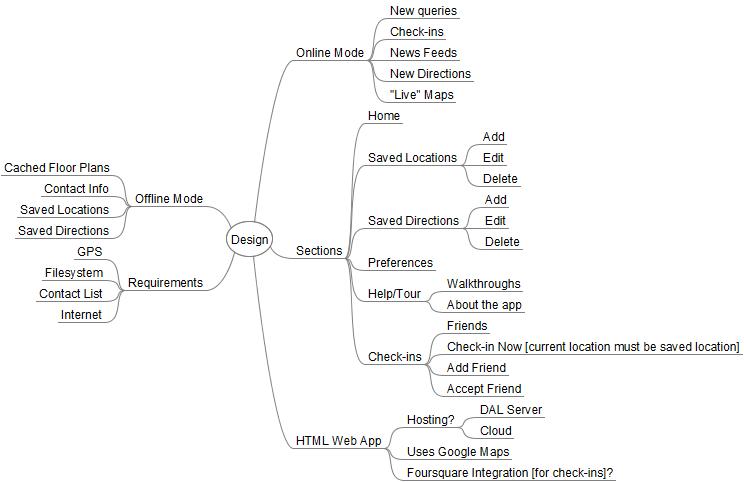 Design
Online Mode
New queries
Check-ins
News Feeds
New Directions
"Live" Maps
Sections
Home
Saved Locations
Add
Edit
Delete
Saved Directions
Add
Edit
Delete
Preferences
Help/Tour
Walkthroughs
About the app
Check-ins
Friends
Check-in Now [current location must be saved location]
Add Friend
Accept Friend
HTML Web App
Hosting?
DAL Server
Cloud
Uses Google Maps
Foursquare Integration [for check-ins]?
Offline Mode
Cached Floor Plans
Contact Info
Saved Locations
Saved Directions
Requirements
GPS
Filesystem
Contact List
Internet